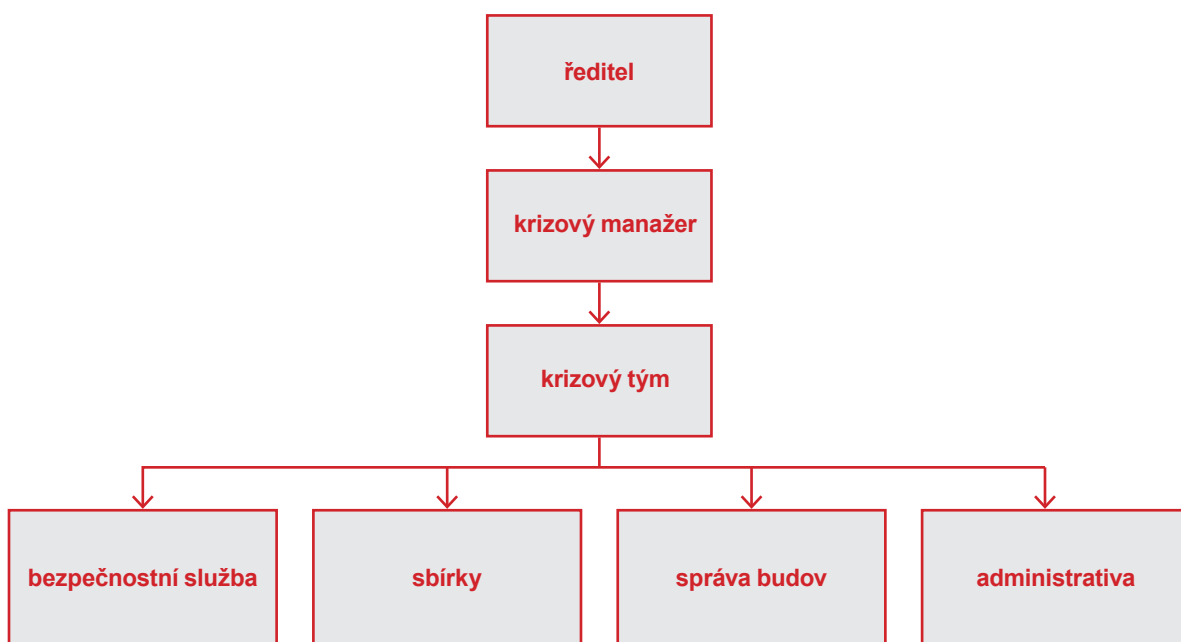 ředitel
krizový manažer
krizový tým
bezpečnostní služba
sbírky
správa budov
administrativa